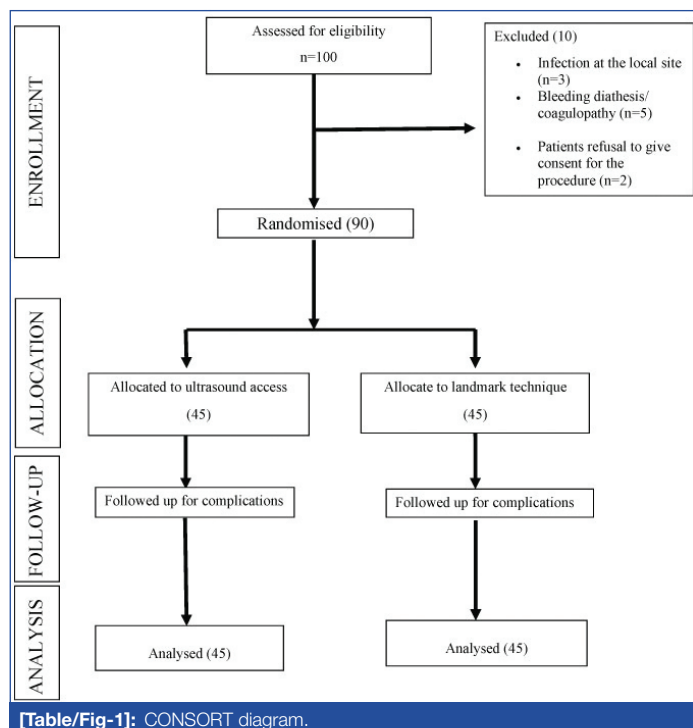 ENROLLMENT
Assessed for eligibility
n=100
Excluded (10)
• Infection at the local site
(n=3)
• Bleeding diathesis/
coagulopathy (n=5)
• Patients refusal to give
consent for the
procedure (n=2)
Randomised (90)
ALLOCATION
Allocated to ultrasound access
(45)
Allocate to landmark technique
(45)
FOLLOW-UP
Followed up for complications
Followed up for complications
ANALYSIS
Analysed (45)
Analysed (45)
[Table/Fig-1]: CONSORT diagram.